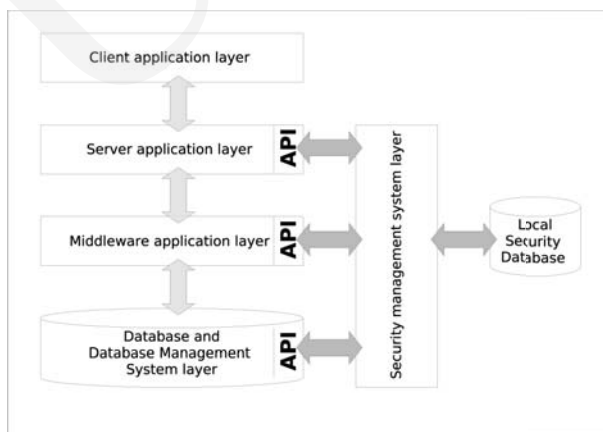 Client application layer
Server application layer
API
Middleware application layer
API
Database and
Database Management
System layer
API
Security management system layer
Local
Security
Database